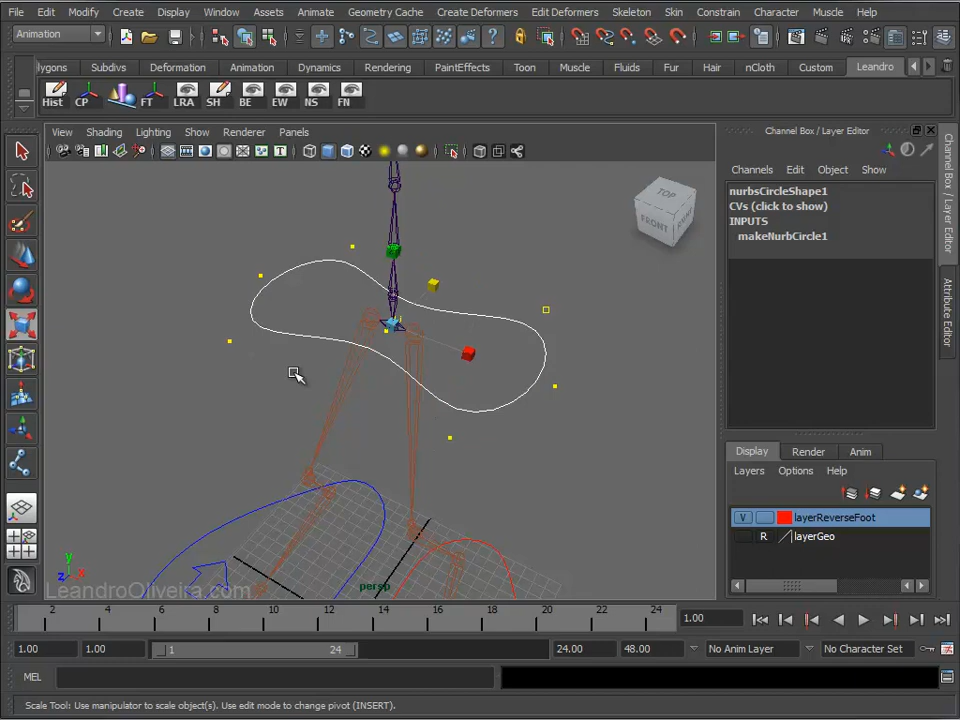 File Edit Modify Create Display Window Assets Animate Geometry Cache Create Deformers Edit Deformers Skeleton Skin Constrain Character Muscle Help
Animation
olygons Subdivs Deformation Animation Dynamics Rendering PaintEffects Toon Muscle Fluids Fur Hair nCloth Custom Leandro
Hist CP FT LRA SH BE EW NS FN
View Shading Lighting Show Renderer Panels
Channel Box / Layer Editor
Channels Edit Object Show
nurbsCircleShape1
CVs (click to show)
INPUTS
makeNurbCircle1
TOP
FRONT
Channel Box / Layer Editor
Attribute Editor
Display Render Anim
Layers Options Help
V layerReverseFoot
R layerGeo
y
z x
LeandroOliveira.com
persp
2 4 6 8 10 12 14 16 18 20 22 24
1.00
1.00 1.00 1 24 24.00 48.00 No Anim Layer No Character Set
MEL
Scale Tool: Use manipulator to scale object(s). Use edit mode to change pivot (INSERT).